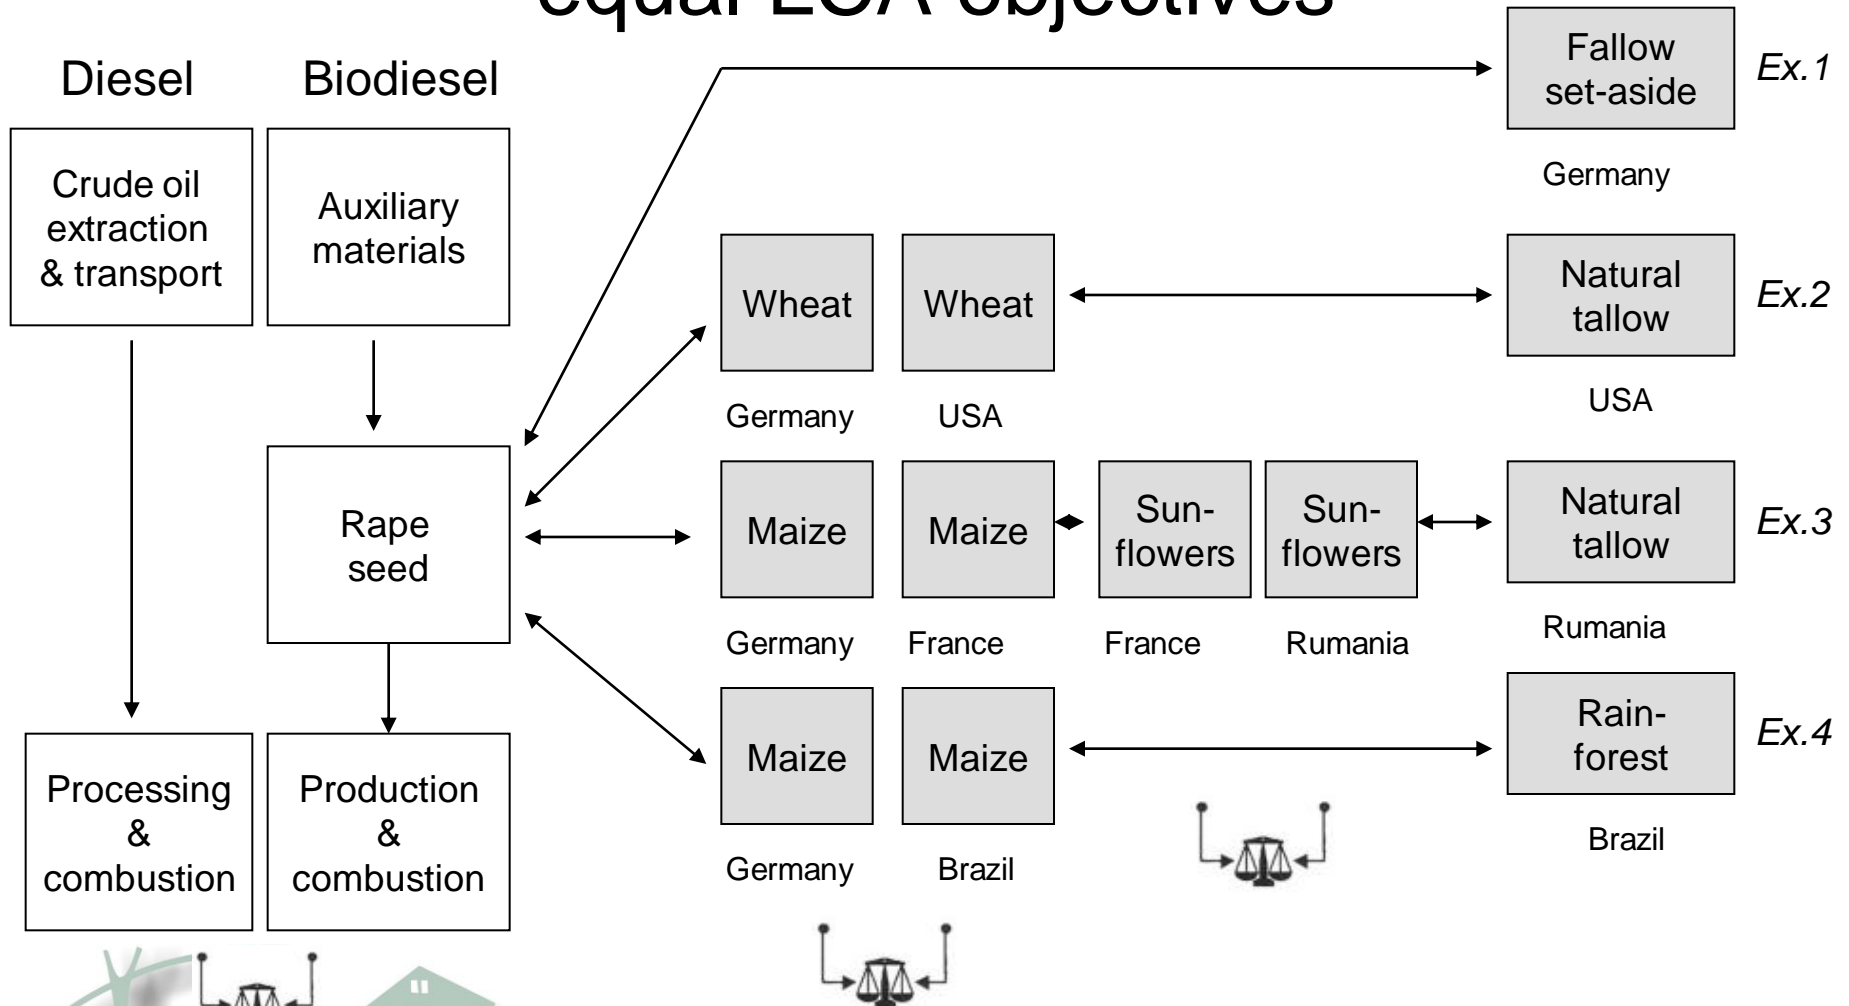 equal LCA objectives
Diesel
Biodiesel
Crude oil
extraction
& transport
Auxiliary
materials
Rape
seed
Processing
&
combustion
Production
&
combustion
Fallow
set-aside
Ex.1
Germany
Wheat
Wheat
Natural
tallow
Ex.2
Germany
USA
USA
Maize
Maize
Sun-
flowers
Sun-
flowers
Natural
tallow
Ex.3
Germany
France
France
Rumania
Rumania
Maize
Maize
Rain-
forest
Ex.4
Germany
Brazil
Brazil